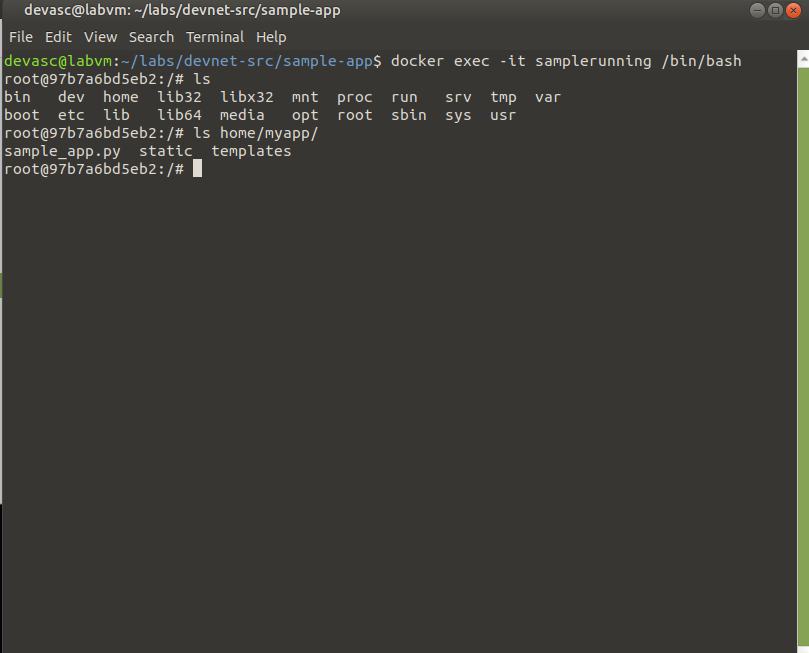 devasc@labvm: ~/labs/devnet-src/sample-app
File Edit View Search Terminal Help
devasc@labvm:~/labs/devnet-src/sample-app$ docker exec -it samplerunning /bin/bash
root@97b7a6bd5eb2:/# ls
bin   dev  home  lib32  libx32  mnt  proc  run   srv  tmp  var
boot  etc  lib   lib64  media   opt  root  sbin  sys  usr
root@97b7a6bd5eb2:/# ls home/myapp/
sample_app.py  static  templates
root@97b7a6bd5eb2:/#